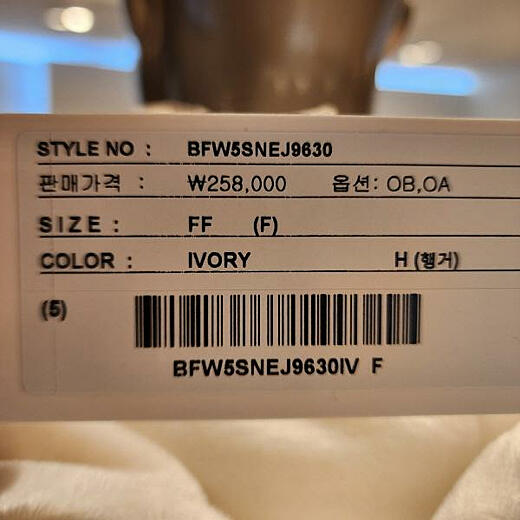 STYLE NO : BFW5SNEJ9630
판매가격 : ₩258,000 옵션: OB,OA
SIZE : FF (F)
COLOR : IVORY H (행거)
(5)
BFW5SNEJ9630IV F